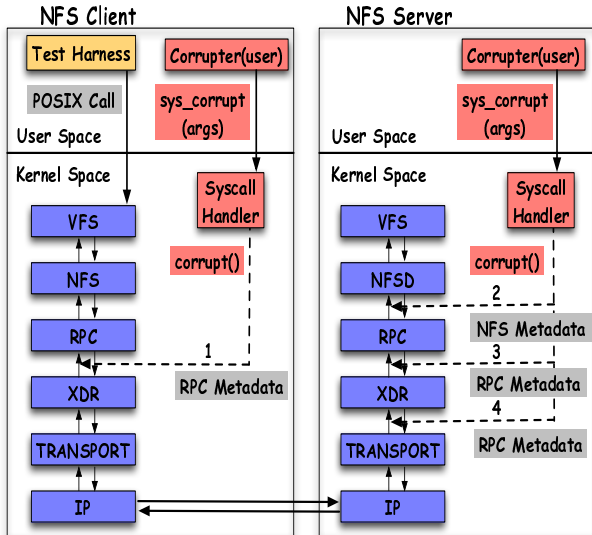 NFS Client
Test Harness
Corrupter(user)
POSIX Call
sys_corrupt
(args)
User Space
Kernel Space
Syscall
Handler
VFS
corrupt()
NFS
RPC
1
RPC Metadata
XDR
TRANSPORT
IP
NFS Server
Corrupter(user)
sys_corrupt
(args)
User Space
Kernel Space
Syscall
Handler
VFS
corrupt()
NFSD
2
NFS Metadata
RPC
3
RPC Metadata
XDR
4
RPC Metadata
TRANSPORT
IP